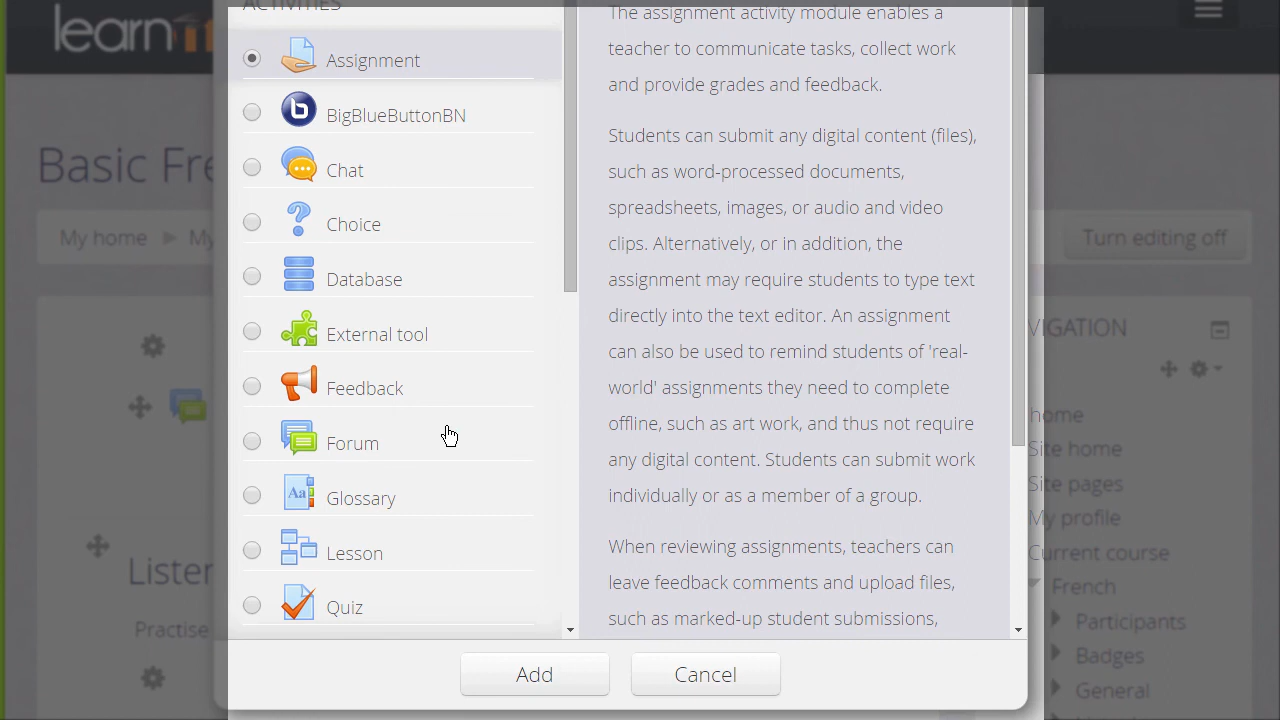 learn
ACTIVITIES
Assignment
BigBlueButtonBN
Chat
Choice
Database
External tool
Feedback
Forum
Glossary
Lesson
Quiz
The assignment activity module enables a
teacher to communicate tasks, collect work
and provide grades and feedback.
Students can submit any digital content (files),
such as word-processed documents,
spreadsheets, images, or audio and video
clips. Alternatively, or in addition, the
assignment may require students to type text
directly into the text editor. An assignment
can also be used to remind students of 'real-
world' assignments they need to complete
offline, such as art work, and thus not require
any digital content. Students can submit work
individually or as a member of a group.
When reviewing assignments, teachers can
leave feedback comments and upload files,
such as marked-up student submissions,
Add
Cancel
Basic Fre
My home
My
Turn editing off
Listen
Practise
VIGATION
home
Site home
Site pages
My profile
Current course
French
Participants
Badges
General